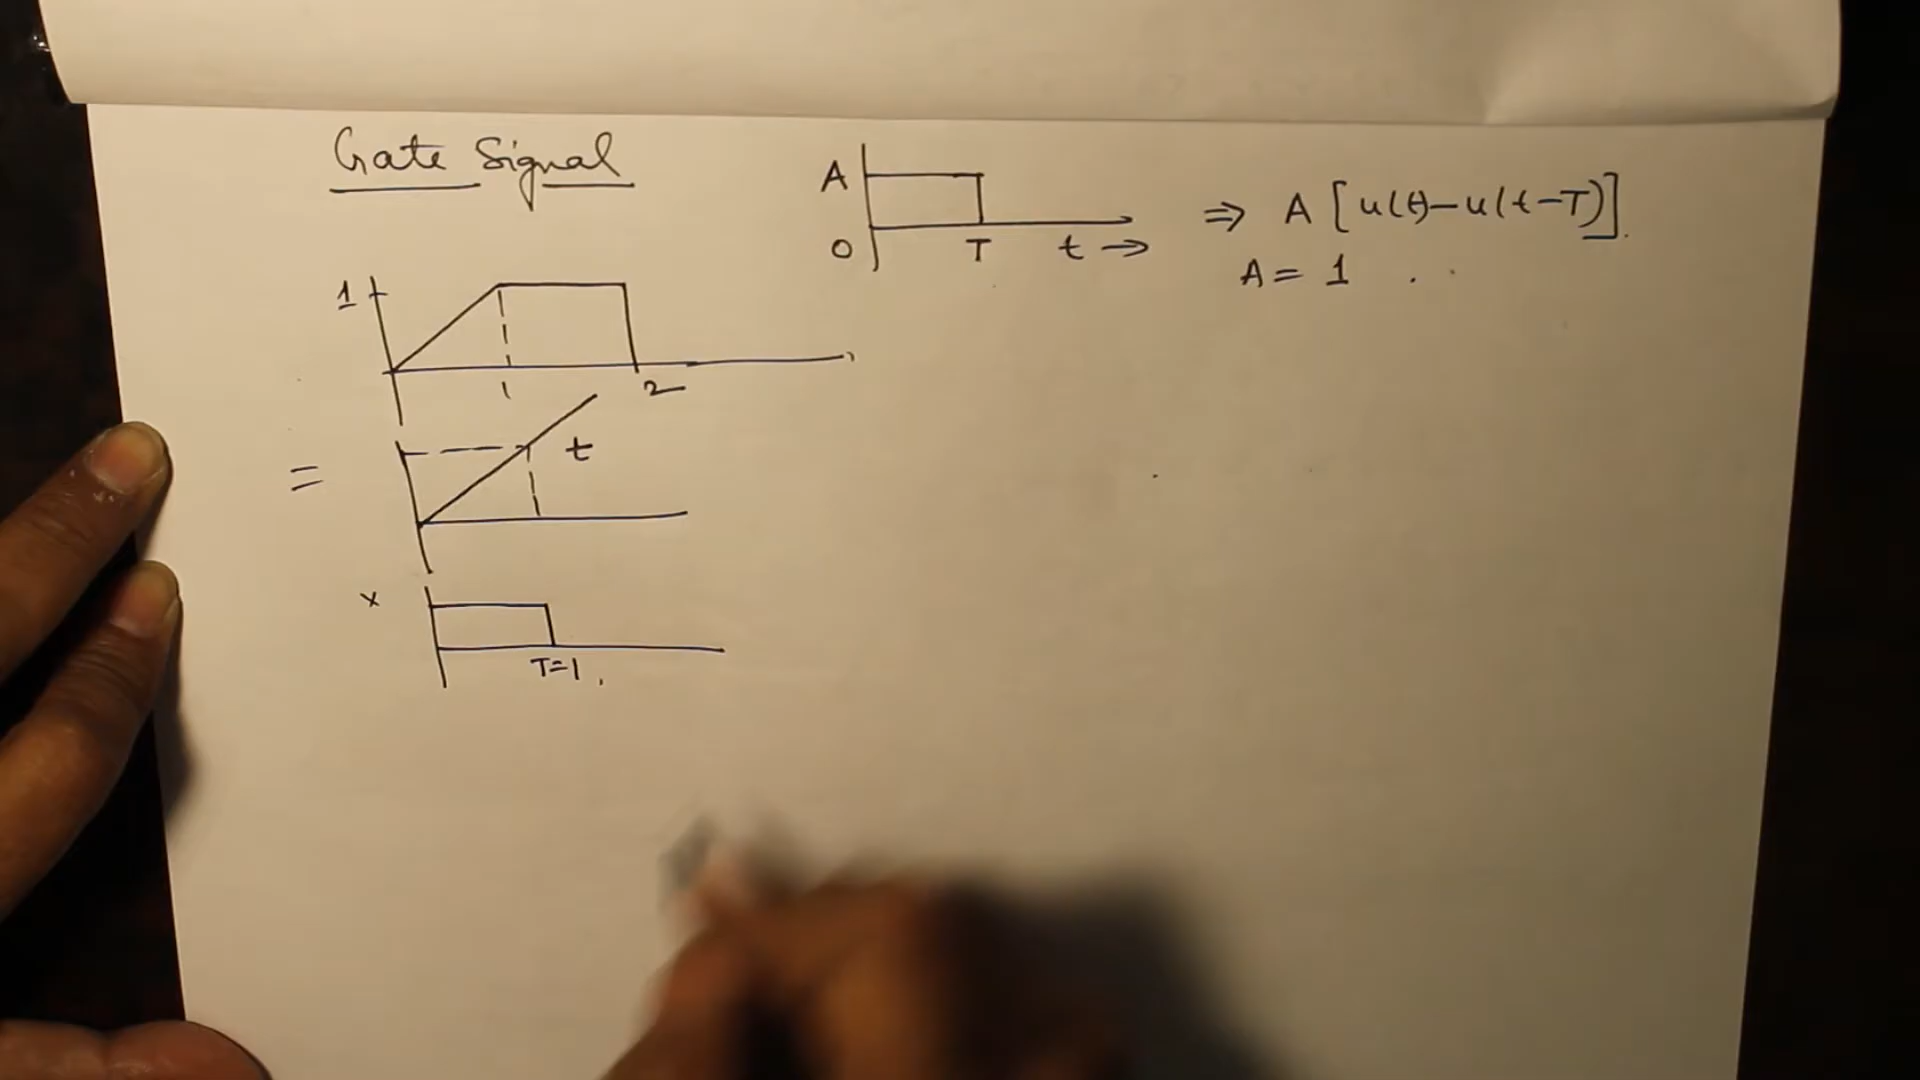 Gate Signal
A
0 T t →
⇒ A [u(t)-u(t-T)]
A = 1
1
1 2
=
t
×
T=1